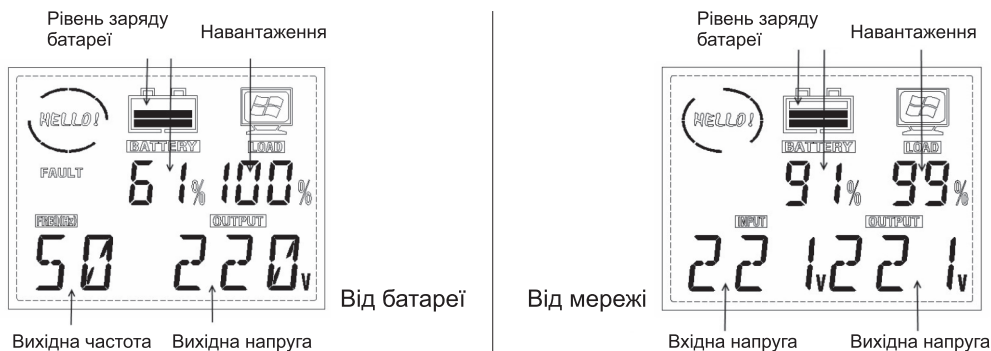 Рівень заряду
батареї
Навантаження
HELLO!
BATTERY
LOAD
FAULT
61% 100%
FRE(Hz)
OUTPUT
50
220v
Від батареї
Вихідна частота
Вихідна напруга
Рівень заряду
батареї
Навантаження
HELLO!
BATTERY
LOAD
91% 99%
INPUT
OUTPUT
221v 221v
Від мережі
Вхідна напруга
Вихідна напруга